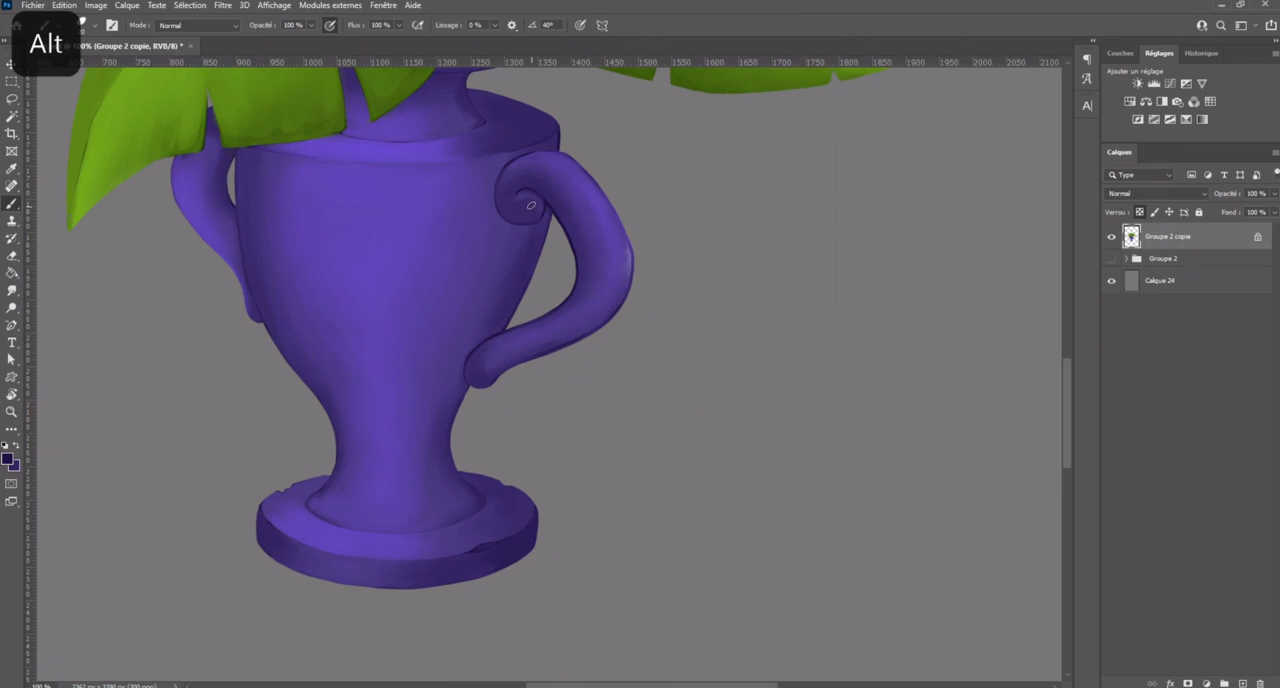 Fichier Edition Image Calque Texte Sélection Filtre 3D Affichage Modules externes Fenêtre Aide
Mode : Normal Opacité : 100 % Flux : 100 % Lissage : 0 % 40°
Alt
100% (Groupe 2 copie, RVB/8) *
800 850 900 950 1000 1050 1100 1150 1200 1250 1300 1350 1400 1450 1500 1550 1600 1650 1700 1750 1800 1850 1900 1950 2000 2050 2100
Couches Réglages Historique
Ajouter un réglage
Calques
Type
Normal Opacité : 100 %
Verrou : Fond : 100 %
Groupe 2 copie
Groupe 2
Calque 24
100 %